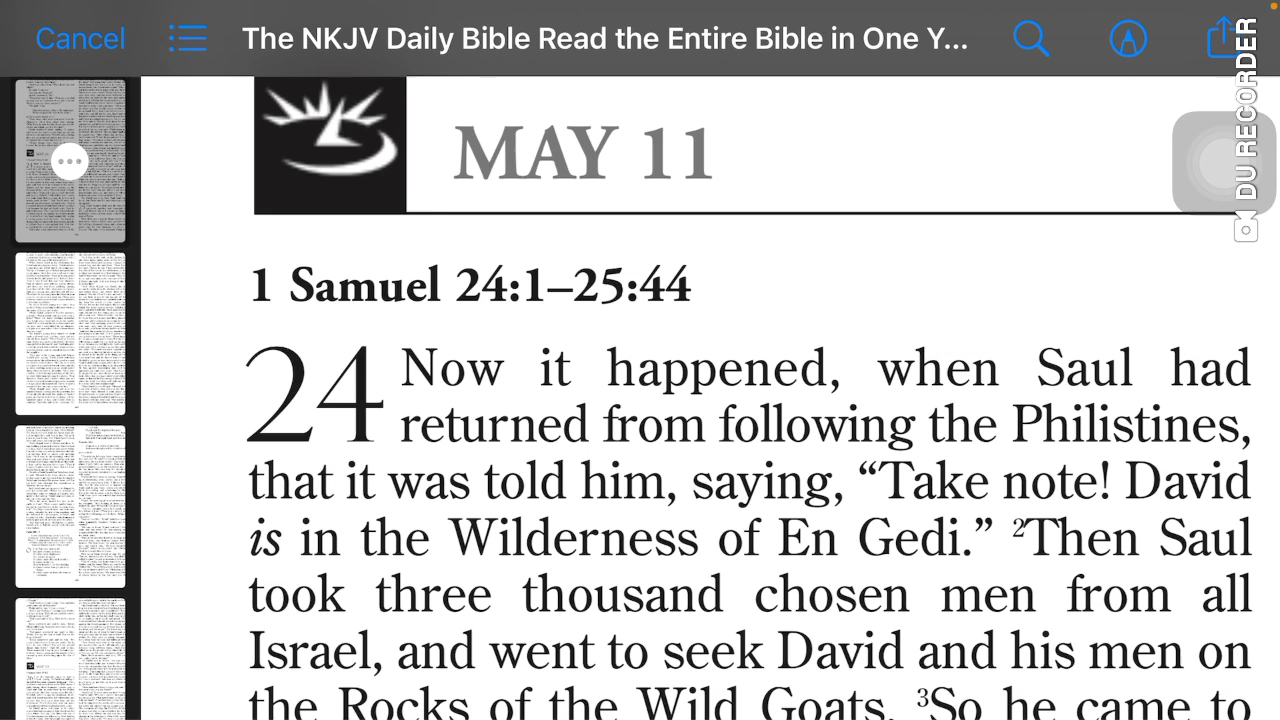 Cancel
The NKJV Daily Bible Read the Entire Bible in One Y...
DU RECORDER
MAY 11
1 Samuel 24:1–25:44
24 Now it happened, when Saul had
returned from following the Philistines,
that it was told him, saying, “Take note! David
is in the Wilderness of En Gedi.” ²Then Saul
took three thousand chosen men from all
Israel, and went to seek David and his men on
the Rocks of the Wild Goats. ³So he came to